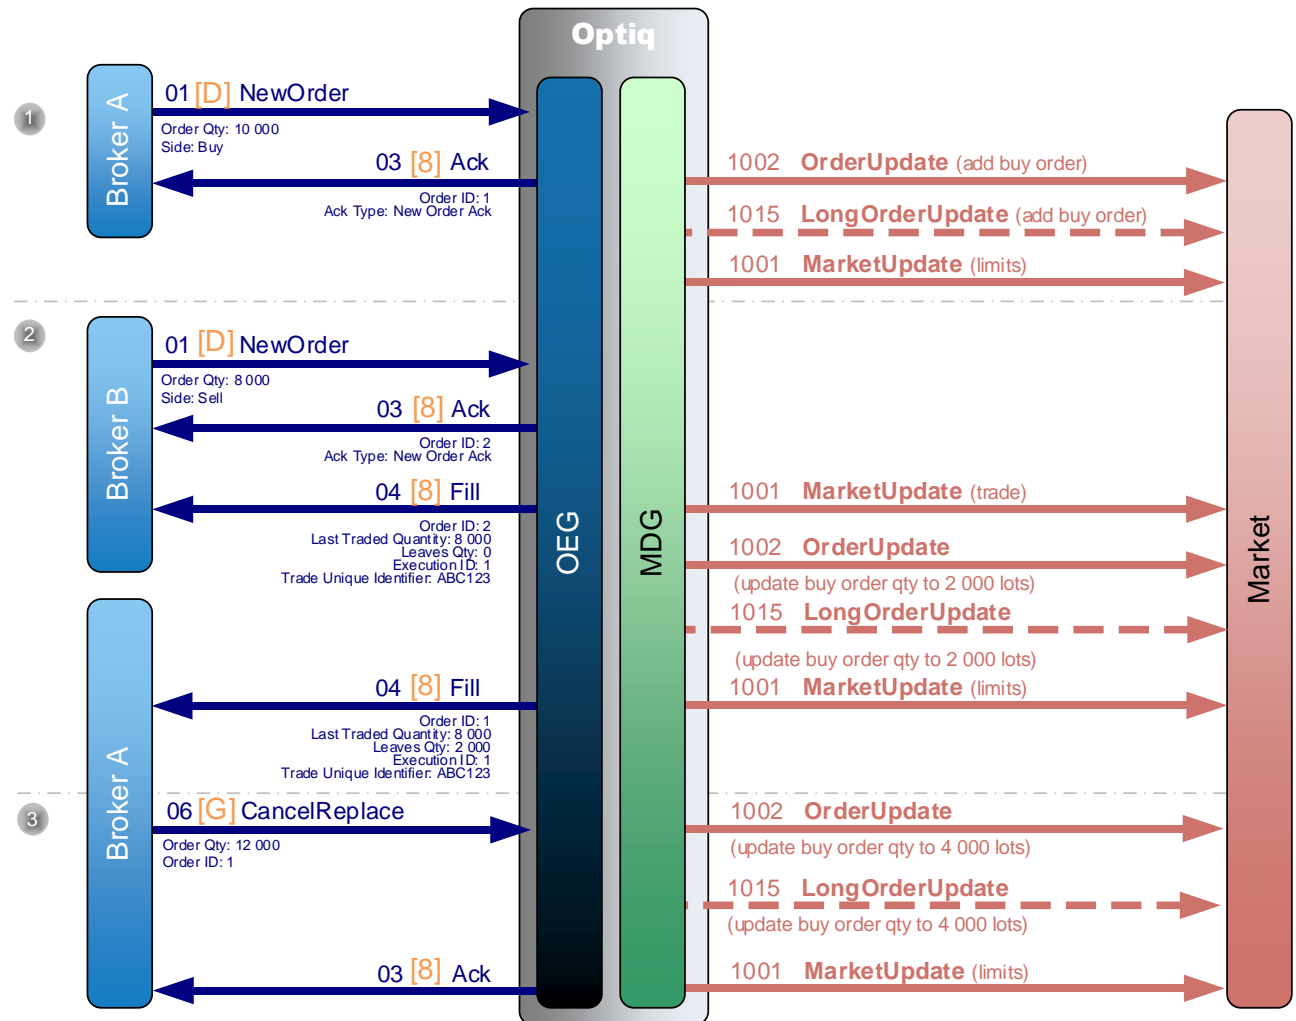 Optiq
1
Broker A
01 [D] NewOrder
Order Qty: 10 000
Side: Buy
03 [8] Ack
Order ID: 1
Ack Type: New Order Ack
1002 OrderUpdate (add buy order)
1015 LongOrderUpdate (add buy order)
1001 MarketUpdate (limits)
2
Broker B
01 [D] NewOrder
Order Qty: 8 000
Side: Sell
03 [8] Ack
Order ID: 2
Ack Type: New Order Ack
04 [8] Fill
Order ID: 2
Last Traded Quantity: 8 000
Leaves Qty: 0
Execution ID: 1
Trade Unique Identifier: ABC123
OEG
MDG
1001 MarketUpdate (trade)
1002 OrderUpdate
(update buy order qty to 2 000 lots)
1015 LongOrderUpdate
(update buy order qty to 2 000 lots)
1001 MarketUpdate (limits)
Market
Broker A
04 [8] Fill
Order ID: 1
Last Traded Quantity: 8 000
Leaves Qty: 2 000
Execution ID: 1
Trade Unique Identifier: ABC123
3
06 [G] CancelReplace
Order Qty: 12 000
Order ID: 1
1002 OrderUpdate
(update buy order qty to 4 000 lots)
1015 LongOrderUpdate
(update buy order qty to 4 000 lots)
03 [8] Ack
1001 MarketUpdate (limits)